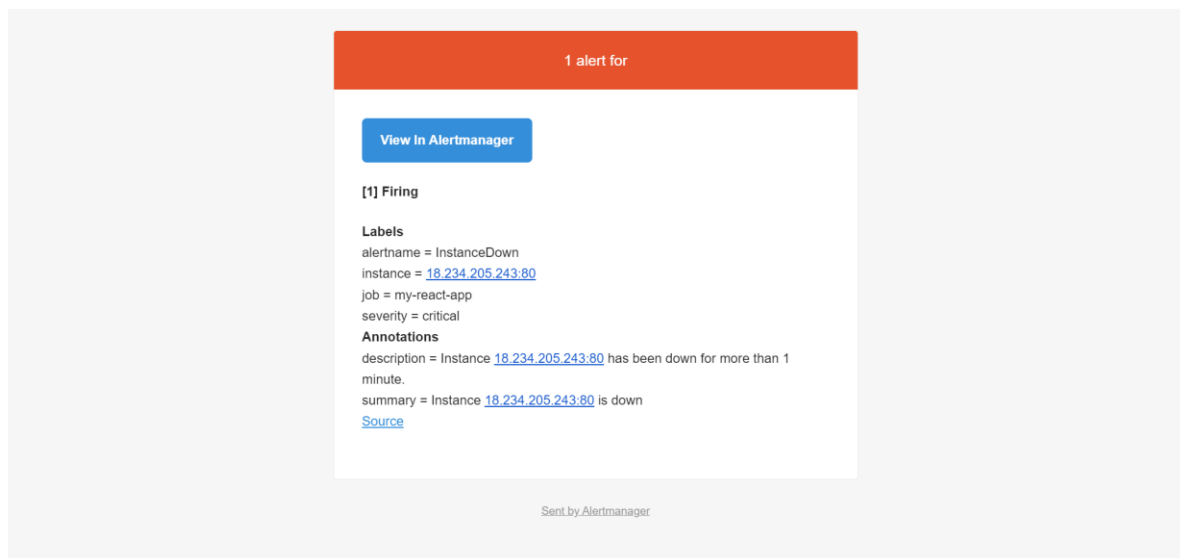 1 alert for
View In Alertmanager
[1] Firing
Labels
alertname = InstanceDown
instance = 18.234.205.243:80
job = my-react-app
severity = critical
Annotations
description = Instance 18.234.205.243:80 has been down for more than 1
minute.
summary = Instance 18.234.205.243:80 is down
Source
Sent by Alertmanager